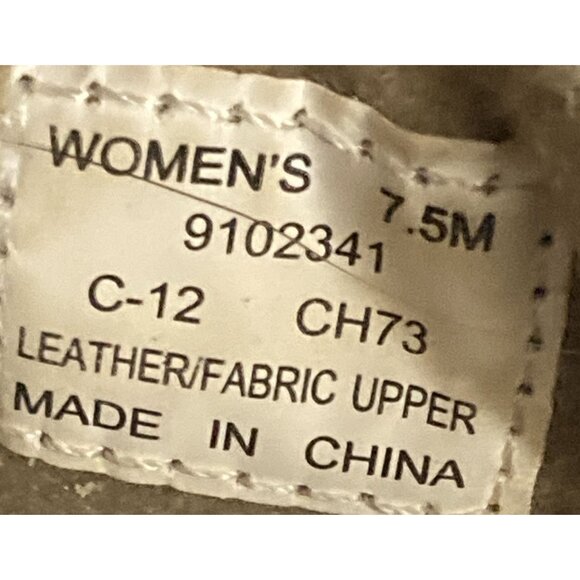 WOMEN'S 7.5M
9102341
C-12 CH73
LEATHER/FABRIC UPPER
MADE IN CHINA